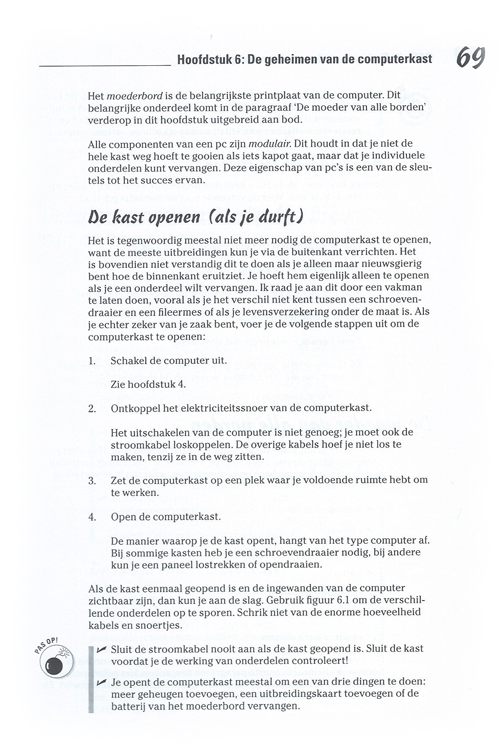 Hoofdstuk 6: De geheimen van de computerkast 69
Het moederbord is de belangrijkste printplaat van de computer. Dit
belangrijke onderdeel komt in de paragraaf 'De moeder van alle borden'
verderop in dit hoofdstuk uitgebreid aan bod.
Alle componenten van een pc zijn modulair. Dit houdt in dat je niet de
hele kast weg hoeft te gooien als iets kapot gaat, maar dat je individuele
onderdelen kunt vervangen. Deze eigenschap van pc's is een van de sleu-
tels tot het succes ervan.
De kast openen (als je durft)
Het is tegenwoordig meestal niet meer nodig de computerkast te openen,
want de meeste uitbreidingen kun je via de buitenkant verrichten. Het
is bovendien niet verstandig dit te doen als je alleen maar nieuwsgierig
bent hoe de binnenkant eruitziet. Je hoeft hem eigenlijk alleen te openen
als je een onderdeel wilt vervangen. Ik raad je aan dit door een vakman
te laten doen, vooral als je het verschil niet kent tussen een schroeven-
draaier en een fileermes of als je levensverzekering onder de maat is. Als
je echter zeker van je zaak bent, voer je de volgende stappen uit om de
computerkast te openen:
1. Schakel de computer uit.
Zie hoofdstuk 4.
2. Ontkoppel het elektriciteitssnoer van de computerkast.
Het uitschakelen van de computer is niet genoeg; je moet ook de
stroomkabel loskoppelen. De overige kabels hoef je niet los te
maken, tenzij ze in de weg zitten.
3. Zet de computerkast op een plek waar je voldoende ruimte hebt om
te werken.
4. Open de computerkast.
De manier waarop je de kast opent, hangt van het type computer af.
Bij sommige kasten heb je een schroevendraaier nodig, bij andere
kun je een paneel lostrekken of opendraaien.
Als de kast eenmaal geopend is en de ingewanden van de computer
zichtbaar zijn, dan kun je aan de slag. Gebruik figuur 6.1 om de verschil-
lende onderdelen op te sporen. Schrik niet van de enorme hoeveelheid
kabels en snoertjes.
PAS OP!
Sluit de stroomkabel nooit aan als de kast geopend is. Sluit de kast
voordat je de werking van onderdelen controleert!
Je opent de computerkast meestal om een van drie dingen te doen:
meer geheugen toevoegen, een uitbreidingskaart toevoegen of de
batterij van het moederbord vervangen.